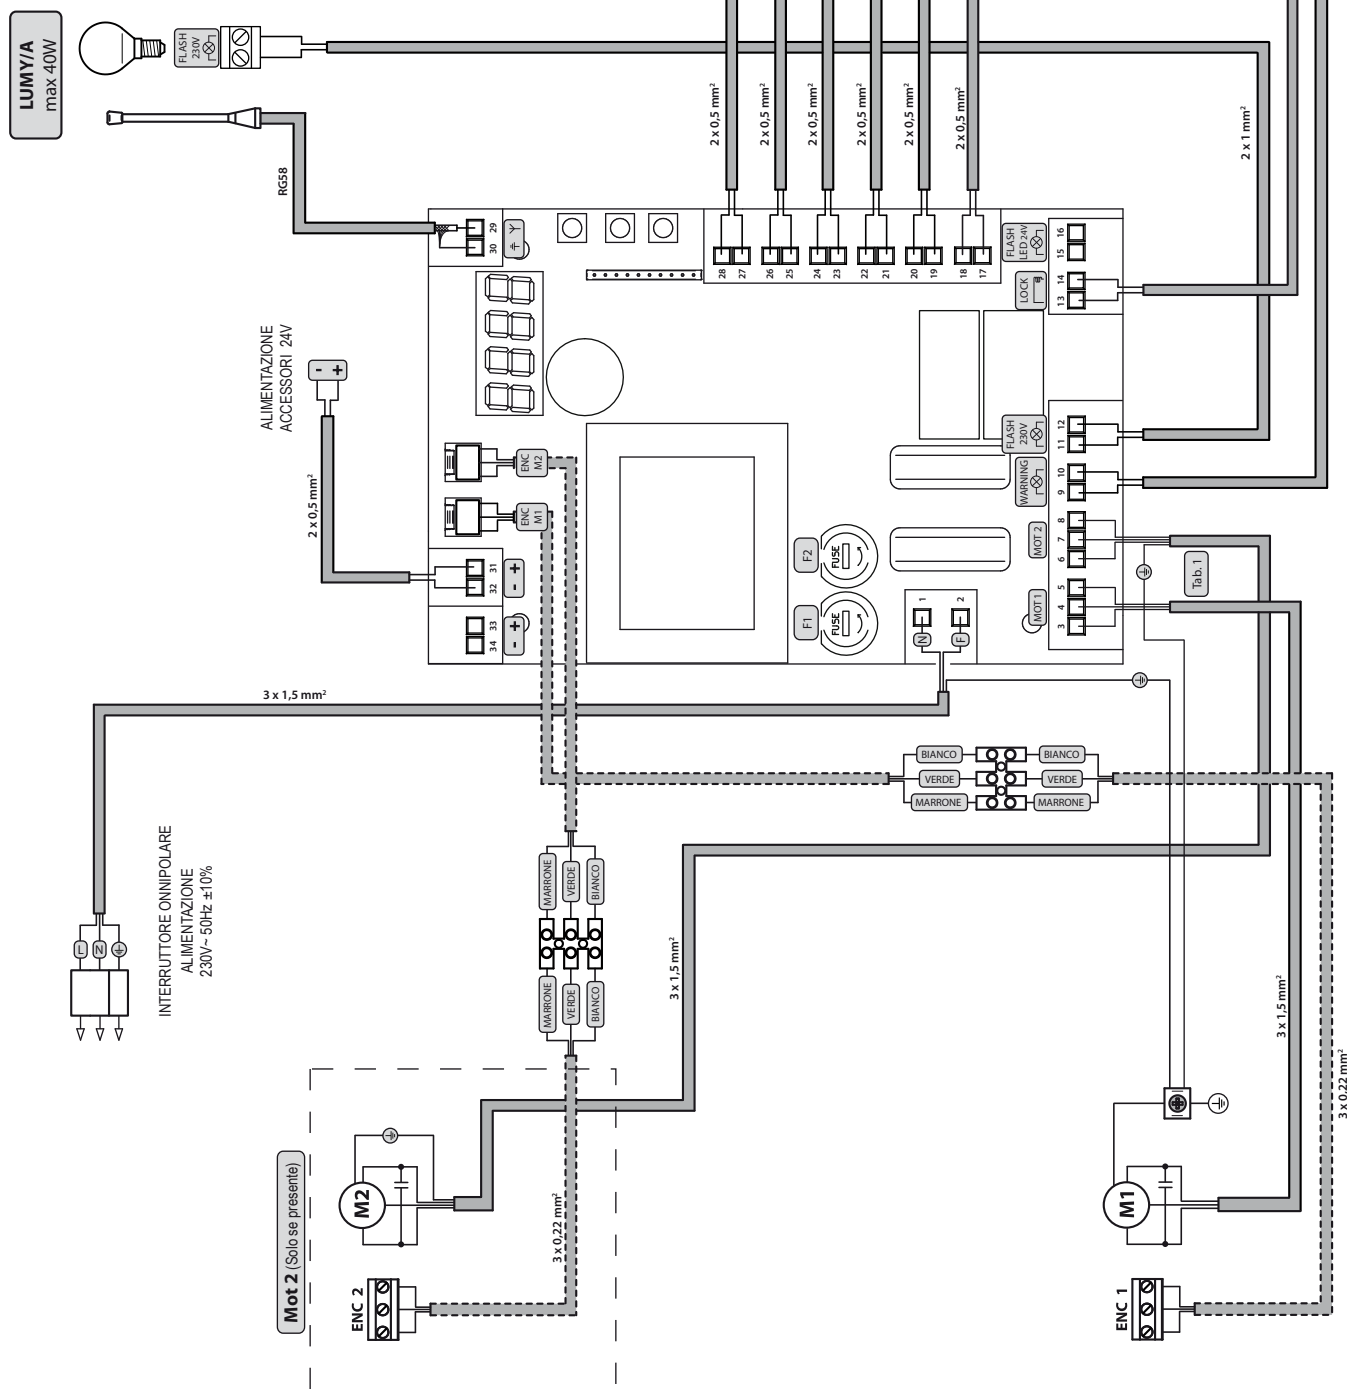 LUMY/A
max 40W
FLASH
230V
RG58
2 x 0,5 mm²
2 x 0,5 mm²
2 x 0,5 mm²
2 x 0,5 mm²
2 x 0,5 mm²
2 x 0,5 mm²
2 x 1 mm²
29
30
28
27
26
25
24
23
22
21
20
19
18
17
FLASH
LED 24V
16
15
LOCK
14
13
ALIMENTAZIONE
ACCESSORI 24V
- +
2 x 0,5 mm²
ENC
M2
ENC
M1
FLASH
230V
12
11
WARNING
10
9
MOT 2
8
7
6
MOT 1
5
4
3
Tab. 1
31
32
- +
33
34
- +
F2
FUSE
F1
FUSE
1
2
N
F
3 x 1,5 mm²
BIANCO
BIANCO
VERDE
VERDE
MARRONE
MARRONE
L
N
INTERRUTTORE ONNIPOLARE
ALIMENTAZIONE
230V~ 50Hz ±10%
MARRONE
VERDE
BIANCO
MARRONE
VERDE
BIANCO
3 x 1,5 mm²
3 x 1,5 mm²
3 x 0,22 mm²
Mot 2 (Solo se presente)
M2
3 x 0,22 mm²
ENC 2
M1
ENC 1